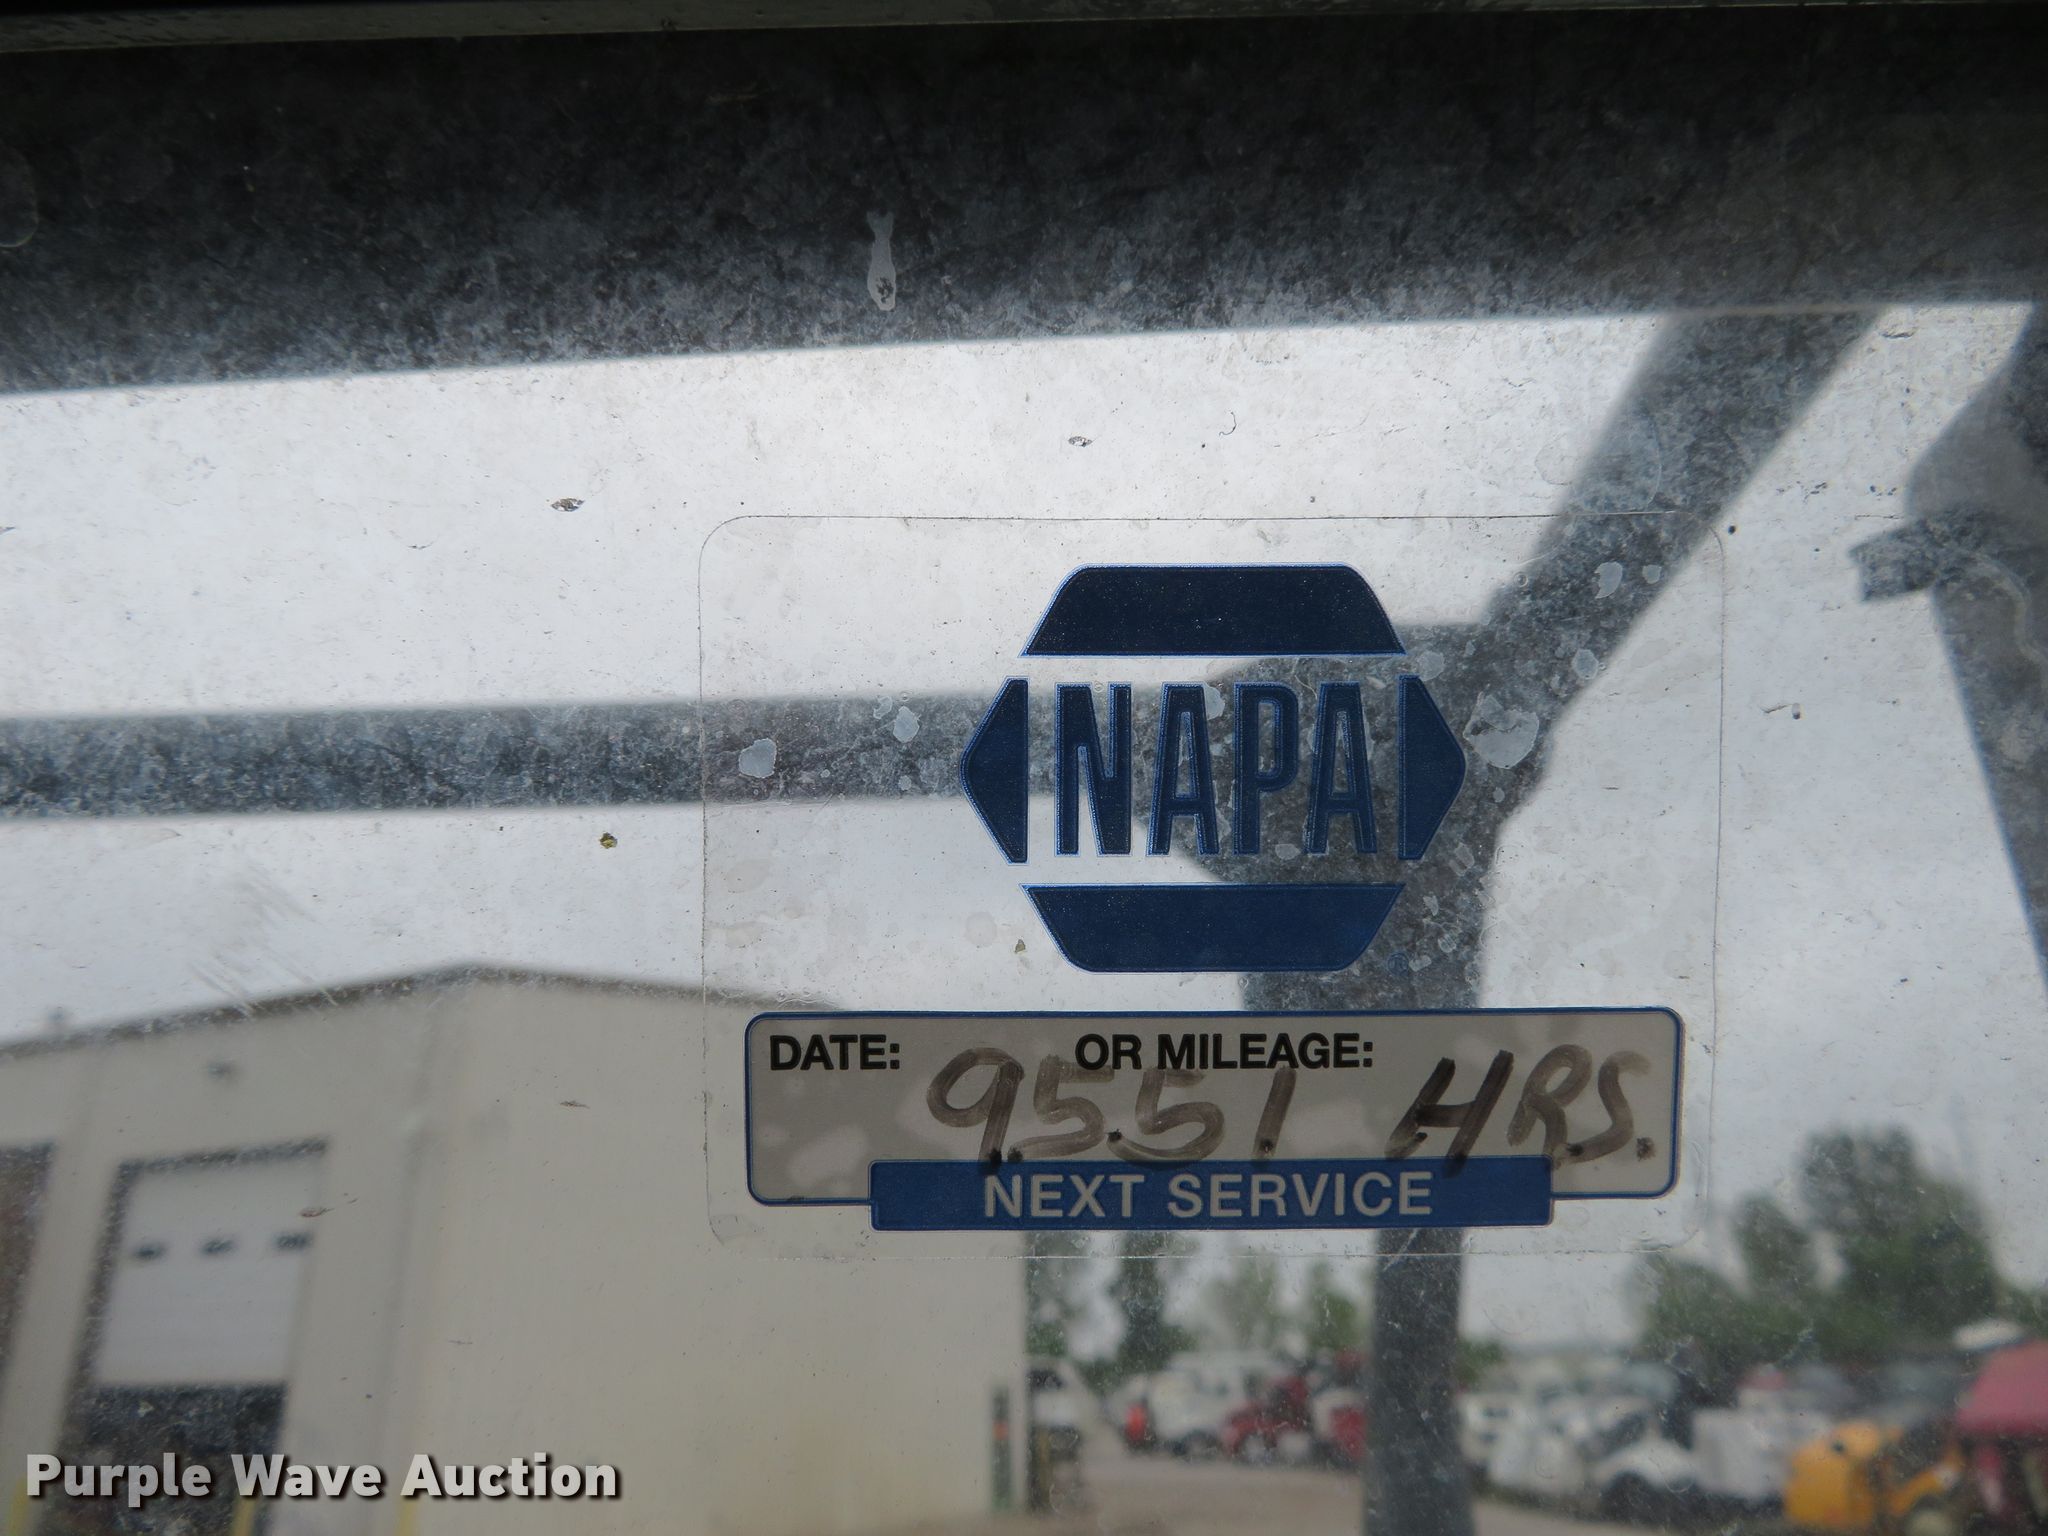 NAPA
DATE: OR MILEAGE:
9551 HRS.
NEXT SERVICE
Purple Wave Auction